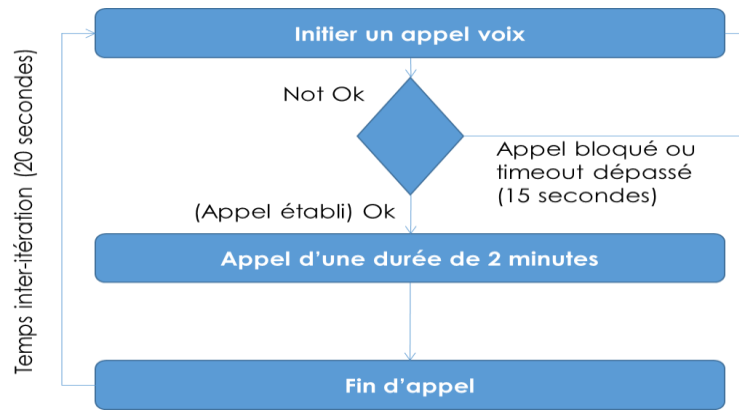 Initier un appel voix
Not Ok
Appel bloqué ou
timeout dépassé
(15 secondes)
(Appel établi) Ok
Appel d'une durée de 2 minutes
Fin d'appel
Temps inter-itération (20 secondes)